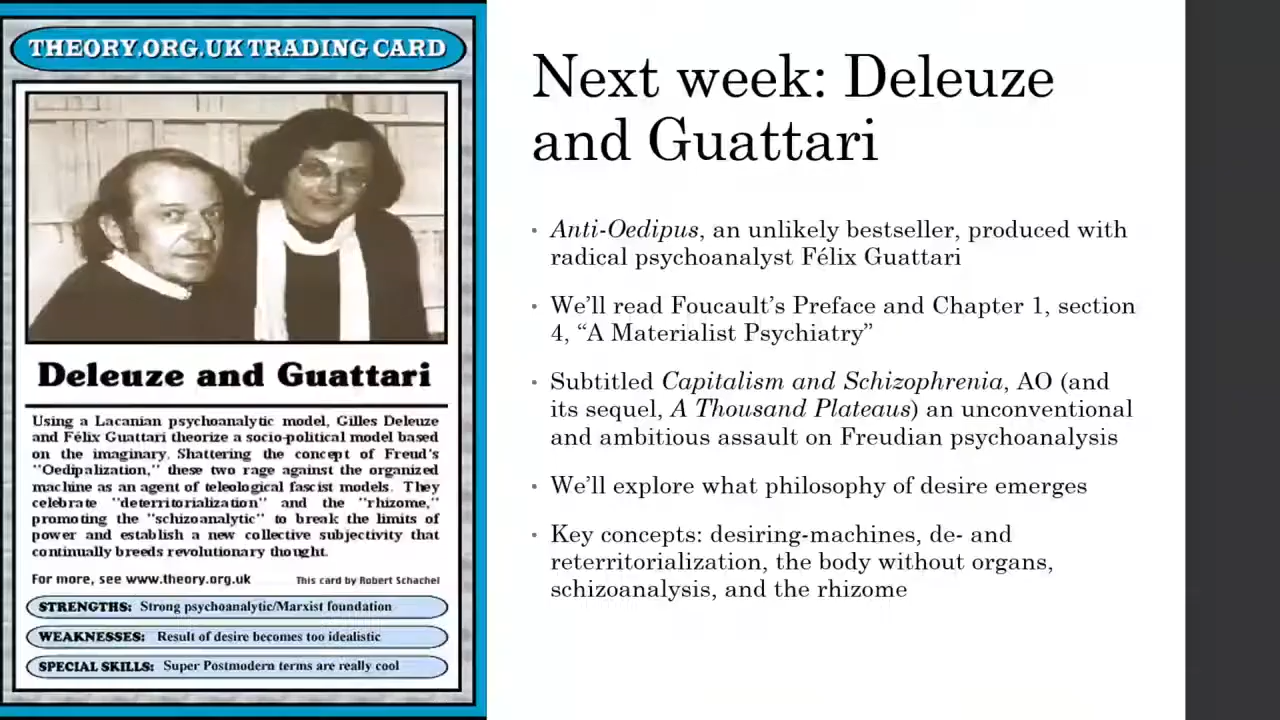 THEORY.ORG.UK TRADING CARD
Deleuze and Guattari
Using a Lacanian psychoanalytic model, Gilles Deleuze
and Félix Guattari theorize a socio-political model based
on the imaginary. Shattering the concept of Freud's
"Oedipalization," these two rage against the organized
machine as an agent of teleological fascist models. They
celebrate "deterritorialization" and the "rhizome,"
promoting the "schizoanalytic" to break the limits of
power and establish a new collective subjectivity that
continually breeds revolutionary thought.
For more, see www.theory.org.uk This card by Robert Schachel
STRENGTHS: Strong psychoanalytic/Marxist foundation
WEAKNESSES: Result of desire becomes too idealistic
SPECIAL SKILLS: Super Postmodern terms are really cool
Next week: Deleuze
and Guattari
• Anti-Oedipus, an unlikely bestseller, produced with
radical psychoanalyst Félix Guattari
• We’ll read Foucault’s Preface and Chapter 1, section
4, “A Materialist Psychiatry”
• Subtitled Capitalism and Schizophrenia, AO (and
its sequel, A Thousand Plateaus) an unconventional
and ambitious assault on Freudian psychoanalysis
• We’ll explore what philosophy of desire emerges
• Key concepts: desiring-machines, de- and
reterritorialization, the body without organs,
schizoanalysis, and the rhizome